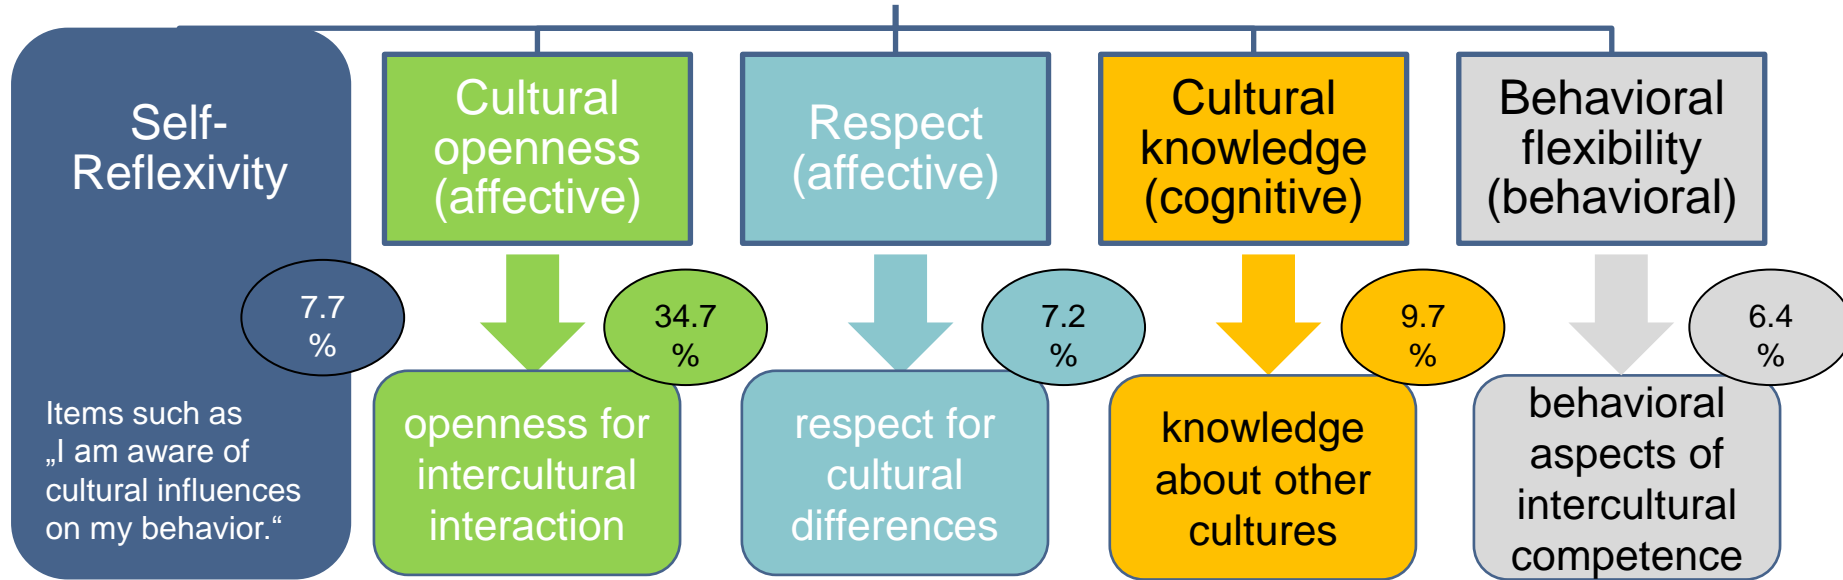 Self-
Reflexivity
Items such as
„I am aware of
cultural influences
on my behavior.“
7.7
%
Cultural
openness
(affective)
34.7
%
openness for
intercultural
interaction
Respect
(affective)
7.2
%
respect for
cultural
differences
Cultural
knowledge
(cognitive)
9.7
%
knowledge
about other
cultures
Behavioral
flexibility
(behavioral)
6.4
%
behavioral
aspects of
intercultural
competence